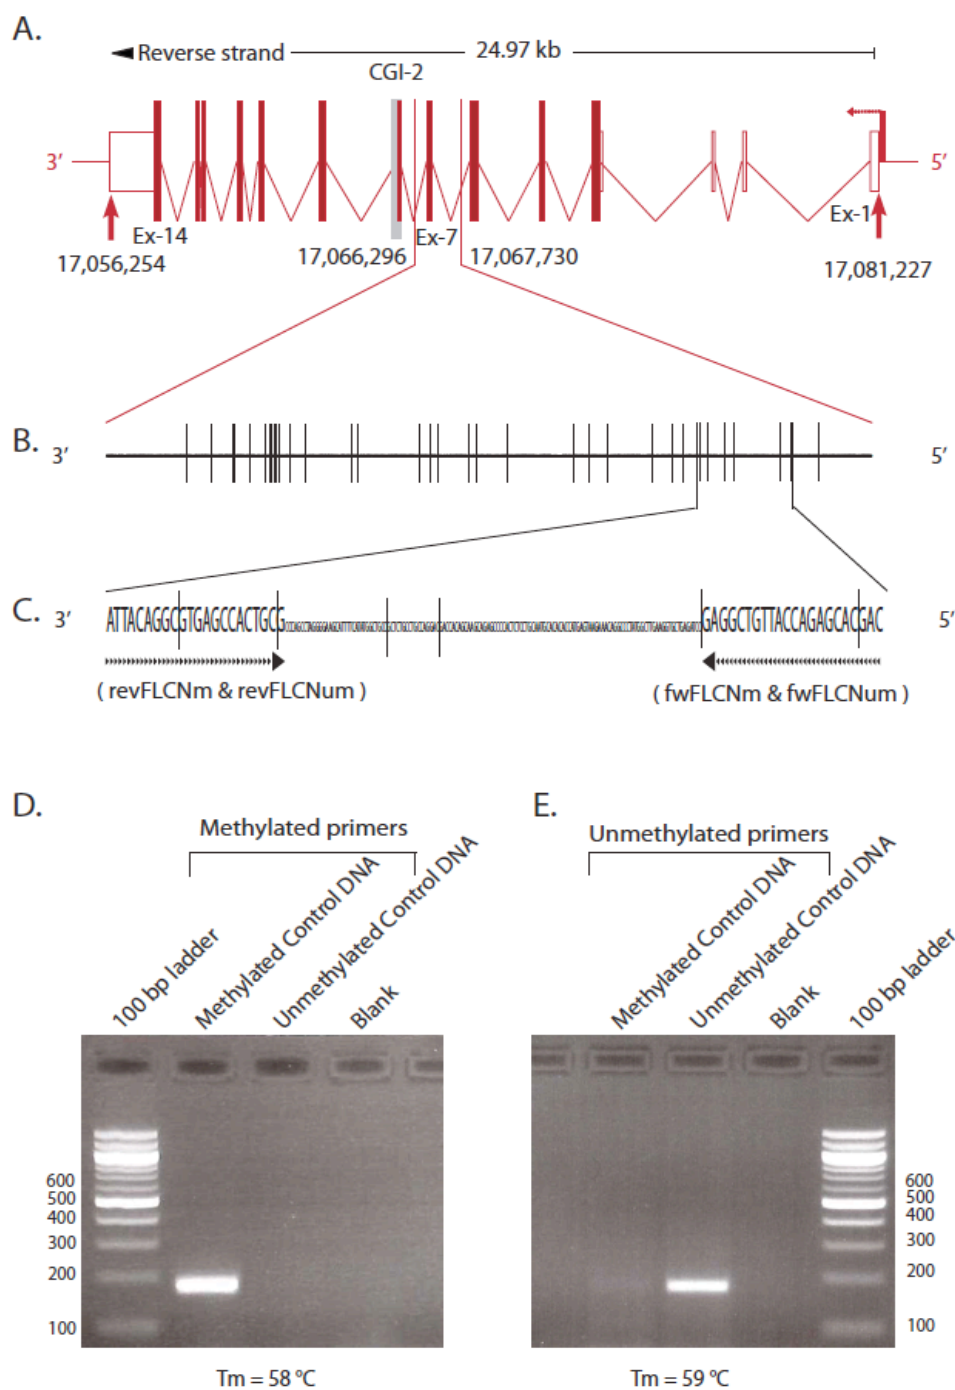 A.
Reverse strand
24.97 kb
CGI-2
3'
5'
Ex-14
Ex-7
Ex-1
17,056,254
17,066,296
17,067,730
17,081,227
B.
3'
5'
C.
3'
ATTACAGGCGTGAGCCACTGCG
GAGGCTGTTACCAGAGCACGAC
5'
( revFLCNm & revFLCNum )
( fwFLCNm & fwFLCNum )
D.
Methylated primers
100 bp ladder
Methylated Control DNA
Unmethylated Control DNA
Blank
600
500
400
300
200
100
Tm = 58 °C
E.
Unmethylated primers
Methylated Control DNA
Unmethylated Control DNA
Blank
100 bp ladder
600
500
400
300
200
100
Tm = 59 °C